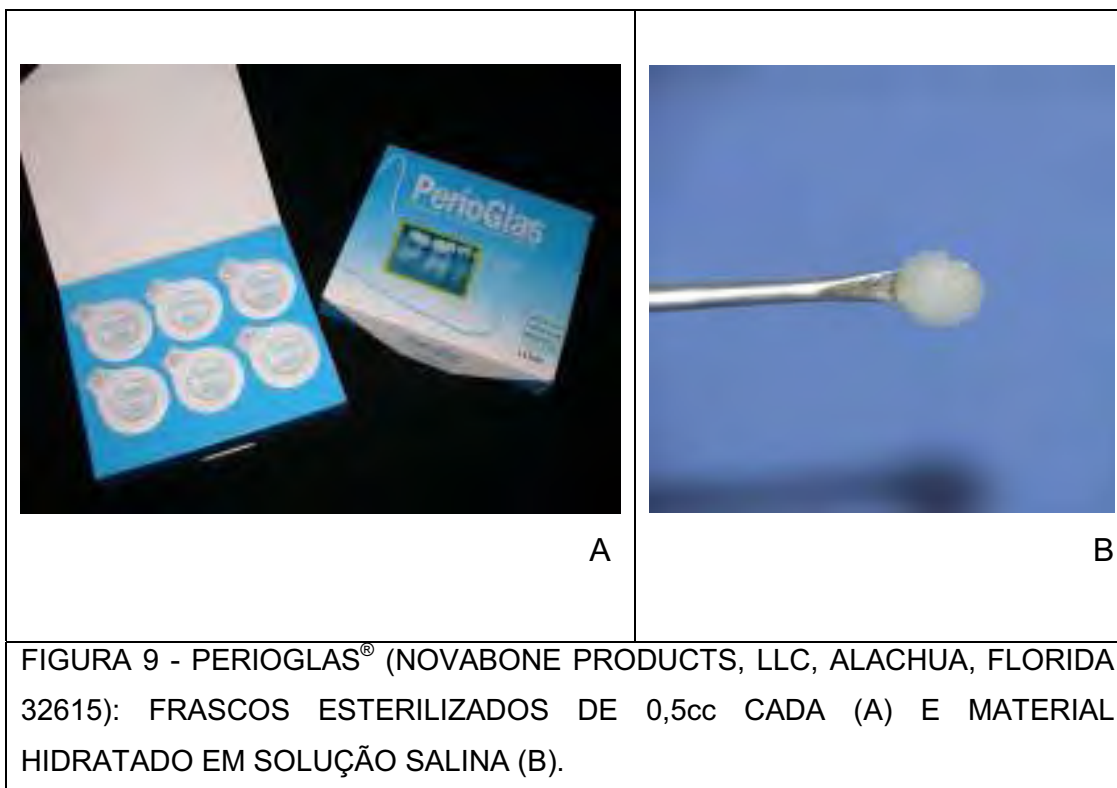 PerioGlas
A
B
FIGURA 9 - PERIOGLAS® (NOVABONE PRODUCTS, LLC, ALACHUA, FLORIDA
32615): FRASCOS ESTERILIZADOS DE 0,5cc CADA (A) E MATERIAL
HIDRATADO EM SOLUÇÃO SALINA (B).